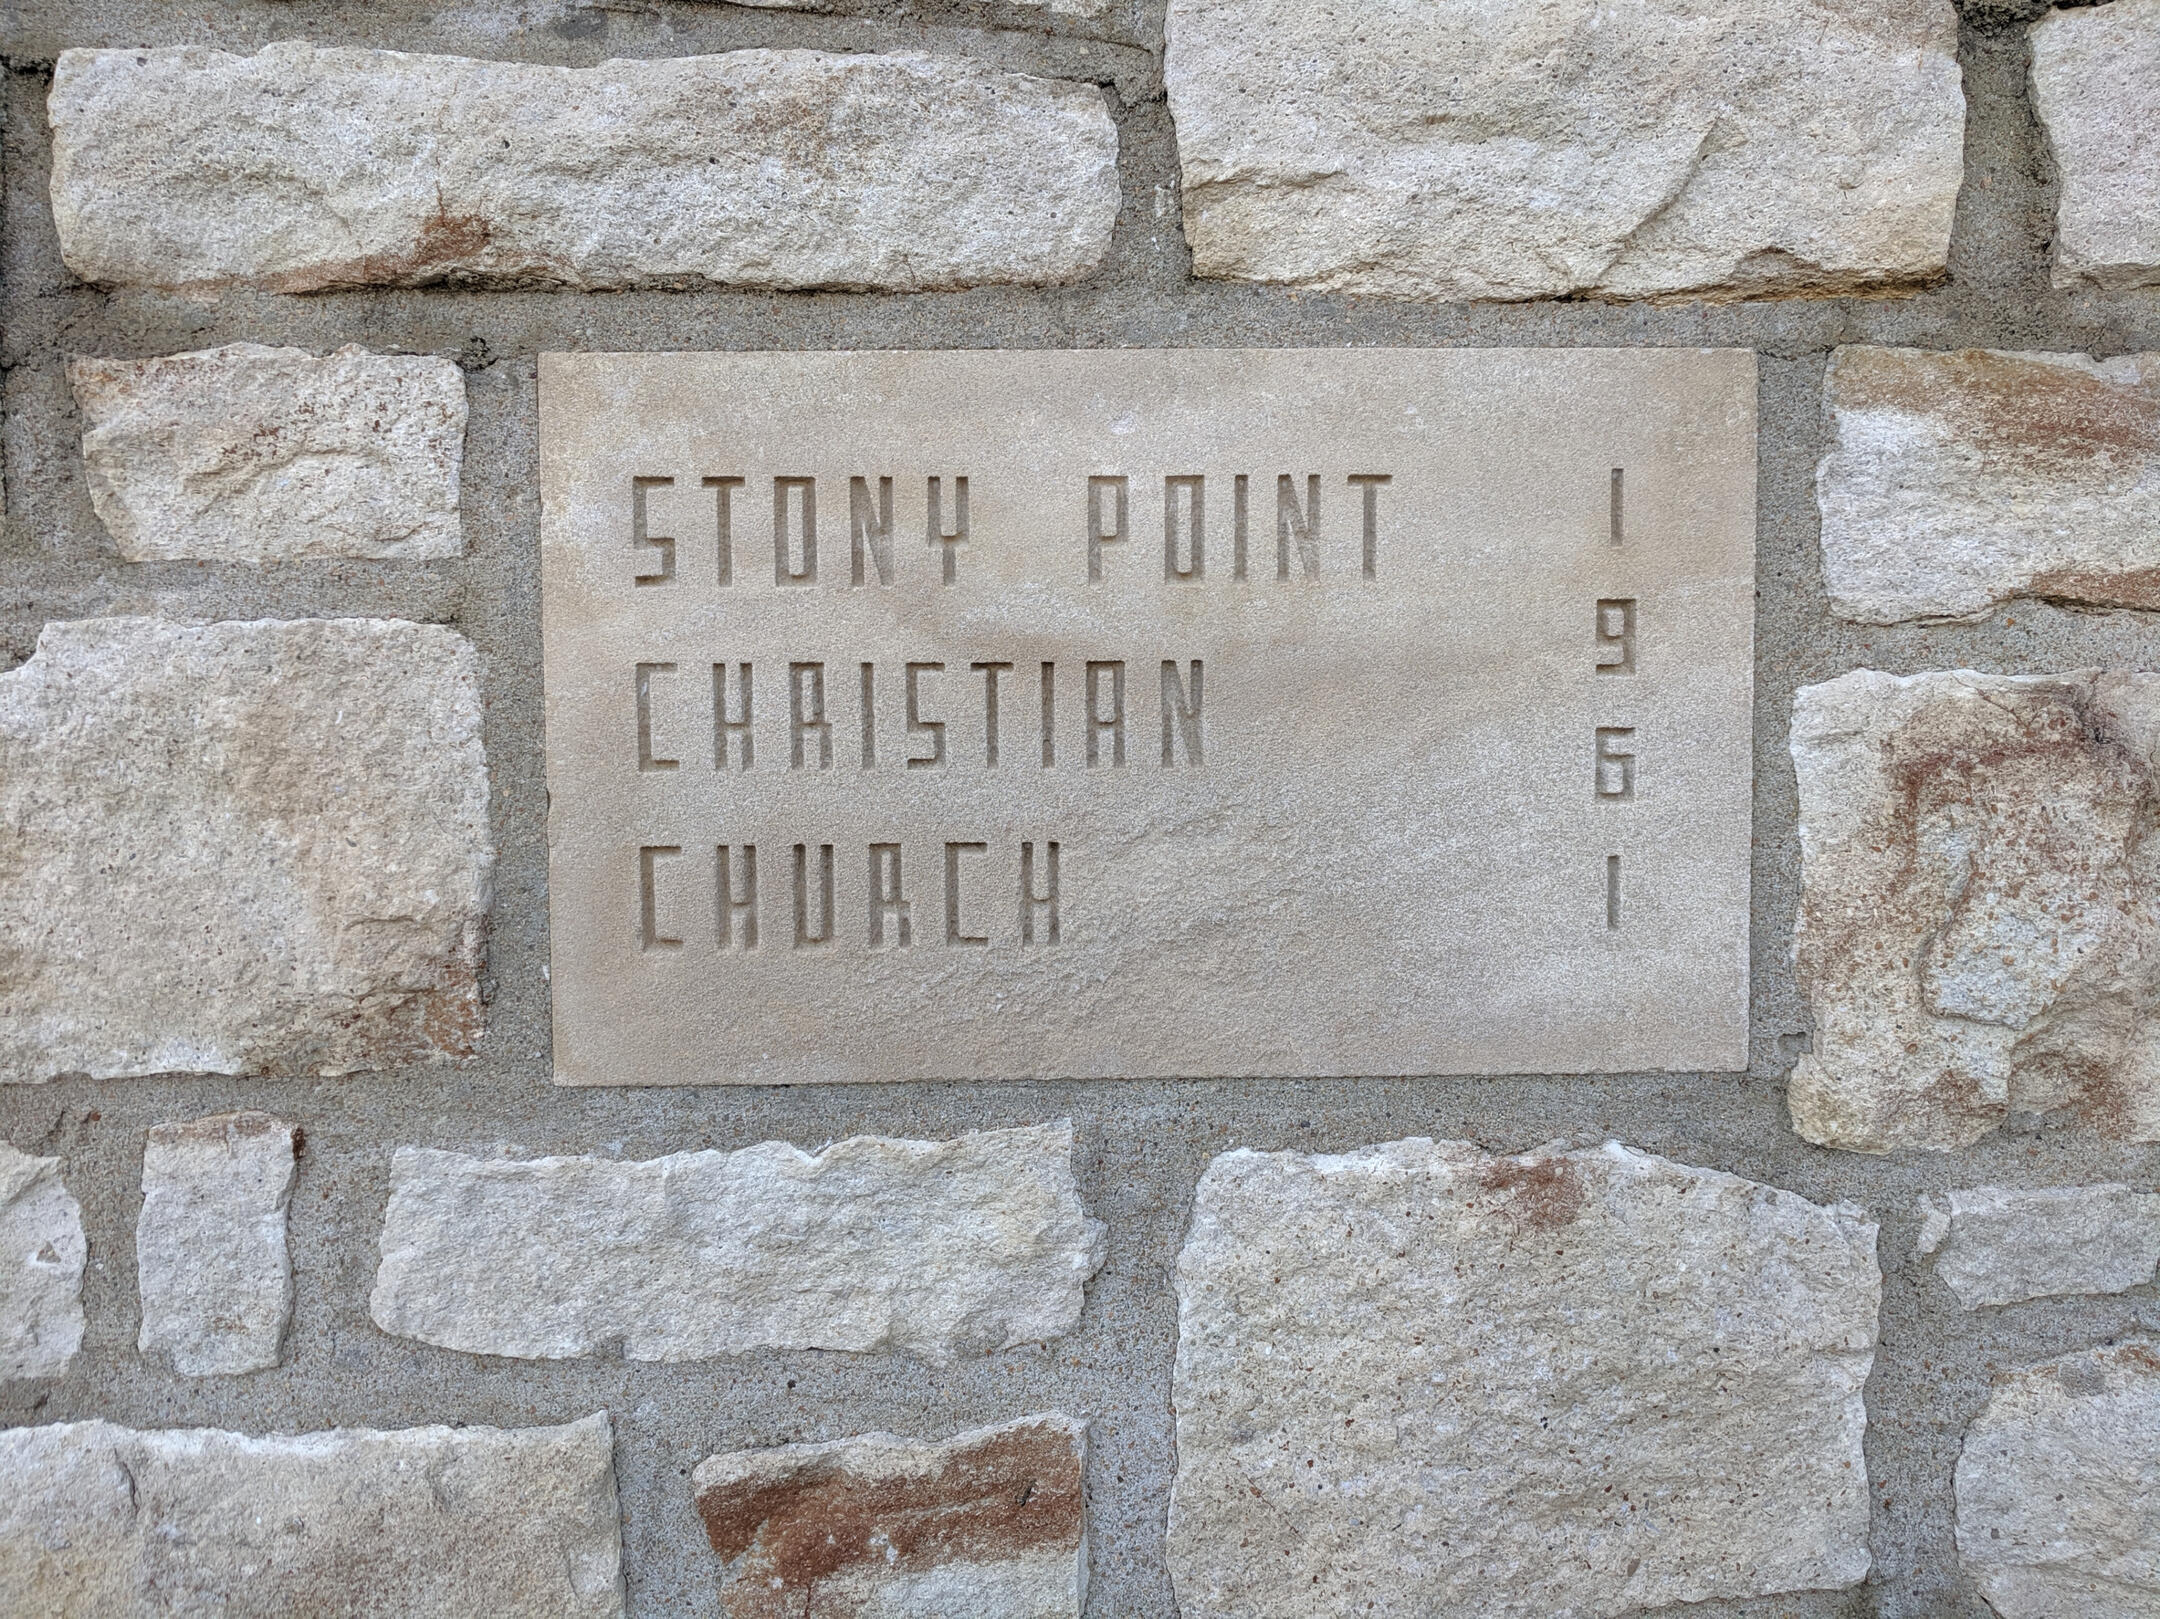 STONY POINT
CHRISTIAN
CHURCH
1961